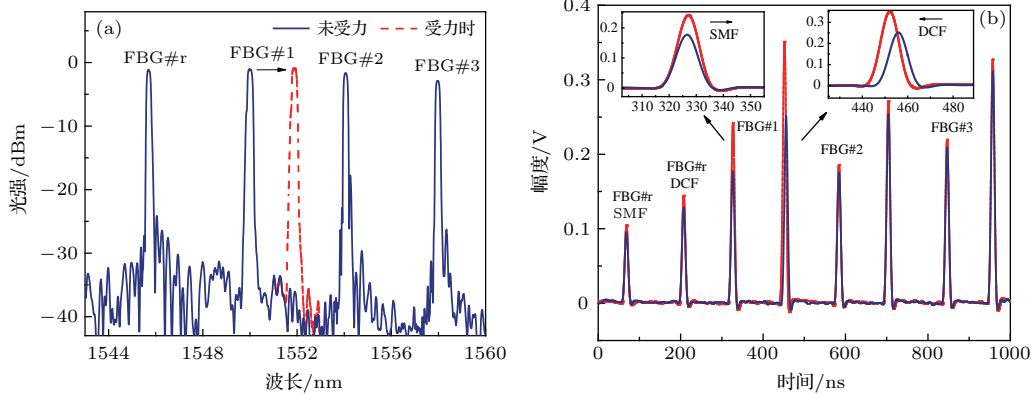 (a)
未受力
受力时
FBG#r
FBG#1
FBG#2
FBG#3
0
−10
−20
−30
−40
光强/dBm
1544
1548
1552
1556
1560
波长/nm
(b)
0.4
0.3
0.2
0.1
0
幅度/V
0
200
400
600
800
1000
时间/ns
0.2
0.1
0
310
320
330
340
350
SMF
0.3
0.2
0.1
0
440
460
480
DCF
FBG#r
SMF
FBG#r
DCF
FBG#1
FBG#2
FBG#3